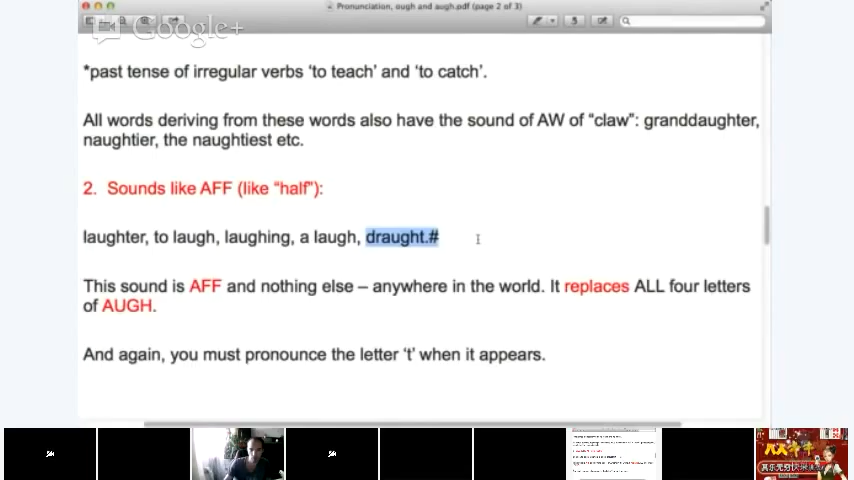 Pronunciation, ough and augh.pdf (page 2 of 3)
Google+
*past tense of irregular verbs ‘to teach’ and ‘to catch’.
All words deriving from these words also have the sound of AW of “claw”: granddaughter,
naughtier, the naughtiest etc.
2. Sounds like AFF (like “half”):
laughter, to laugh, laughing, a laugh, draught.#
This sound is AFF and nothing else – anywhere in the world. It replaces ALL four letters
of AUGH.
And again, you must pronounce the letter ‘t’ when it appears.